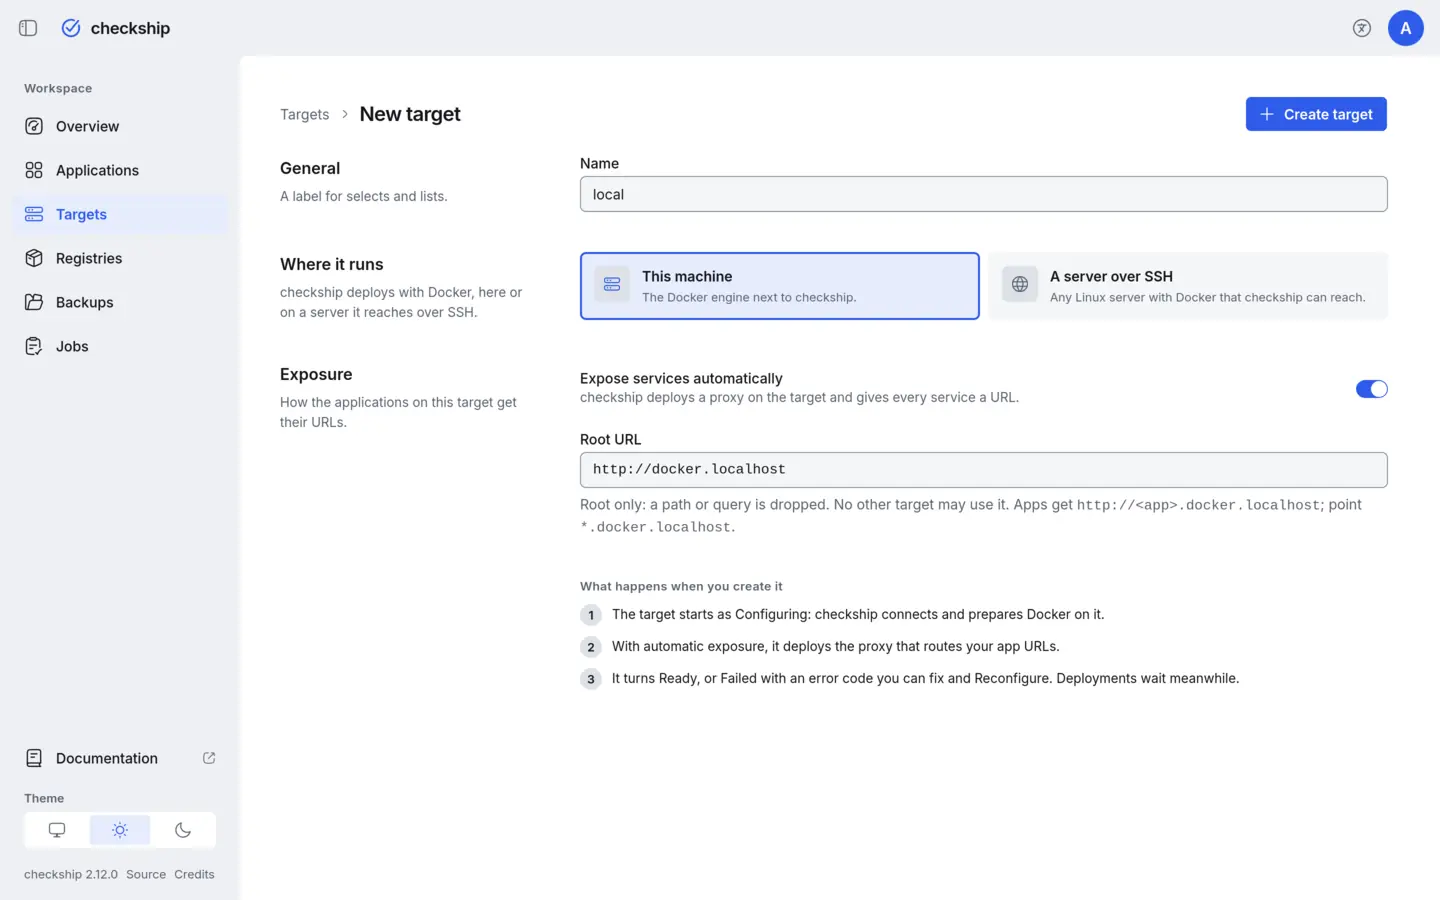 checkship
A
Workspace
Overview
Applications
Targets
Registries
Backups
Jobs
Documentation
Theme
checkship 2.12.0 Source Credits
Targets > New target
Create target
General
A label for selects and lists.
Name
local
Where it runs
checkship deploys with Docker, here or
on a server it reaches over SSH.
This machine
The Docker engine next to checkship.
A server over SSH
Any Linux server with Docker that checkship can reach.
Exposure
How the applications on this target get
their URLs.
Expose services automatically
checkship deploys a proxy on the target and gives every service a URL.
Root URL
http://docker.localhost
Root only: a path or query is dropped. No other target may use it. Apps get http://<app>.docker.localhost; point
*.docker.localhost.
What happens when you create it
1 The target starts as Configuring: checkship connects and prepares Docker on it.
2 With automatic exposure, it deploys the proxy that routes your app URLs.
3 It turns Ready, or Failed with an error code you can fix and Reconfigure. Deployments wait meanwhile.